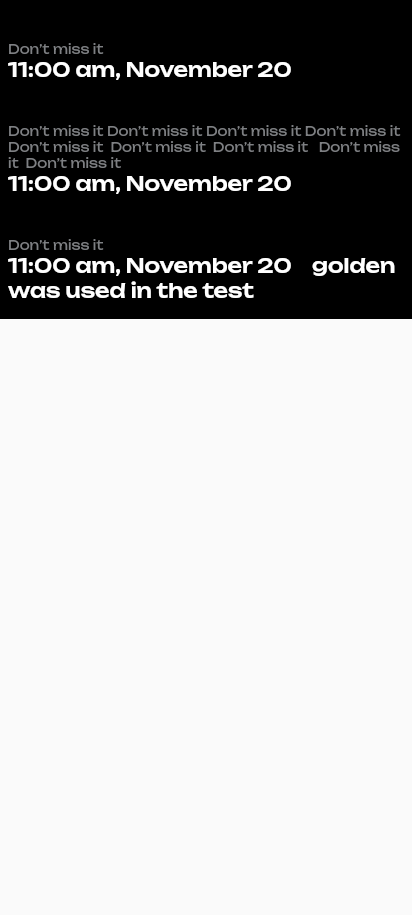 Don't miss it
11:00 am, November 20
Don't miss it Don't miss it Don't miss it Don't miss it
Don't miss it  Don't miss it  Don't miss it   Don't miss
it  Don't miss it
11:00 am, November 20
Don't miss it
11:00 am, November 20   golden
was used in the test